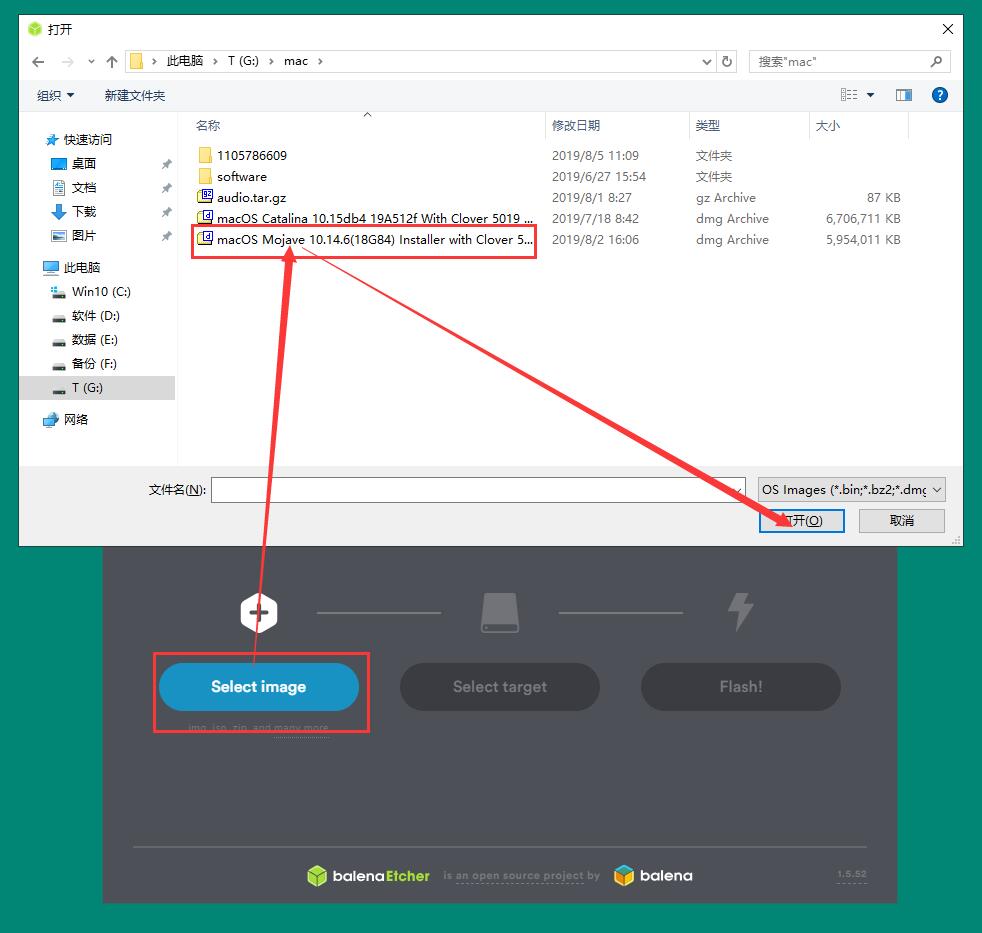 打开
此电脑 T (G:) mac
搜索"mac"
组织 新建文件夹
名称 修改日期 类型 大小
快速访问
桌面
文档
下载
图片
此电脑
Win10 (C:)
软件 (D:)
数据 (E:)
备份 (F:)
T (G:)
网络
1105786609 2019/8/5 11:09 文件夹
software 2019/6/27 15:54 文件夹
audio.tar.gz 2019/8/1 8:27 gz Archive 87 KB
macOS Catalina 10.15db4 19A512f With Clover 5019 ... 2019/7/18 8:42 dmg Archive 6,706,711 KB
macOS Mojave 10.14.6(18G84) Installer with Clover 5... 2019/8/2 16:06 dmg Archive 5,954,011 KB
文件名(N): OS Images (*.bin;*.bz2;*.dmg
打开(O) 取消
Select image Select target Flash!
img, iso, zip, and many more
balenaEtcher is an open source project by balena 1.5.52